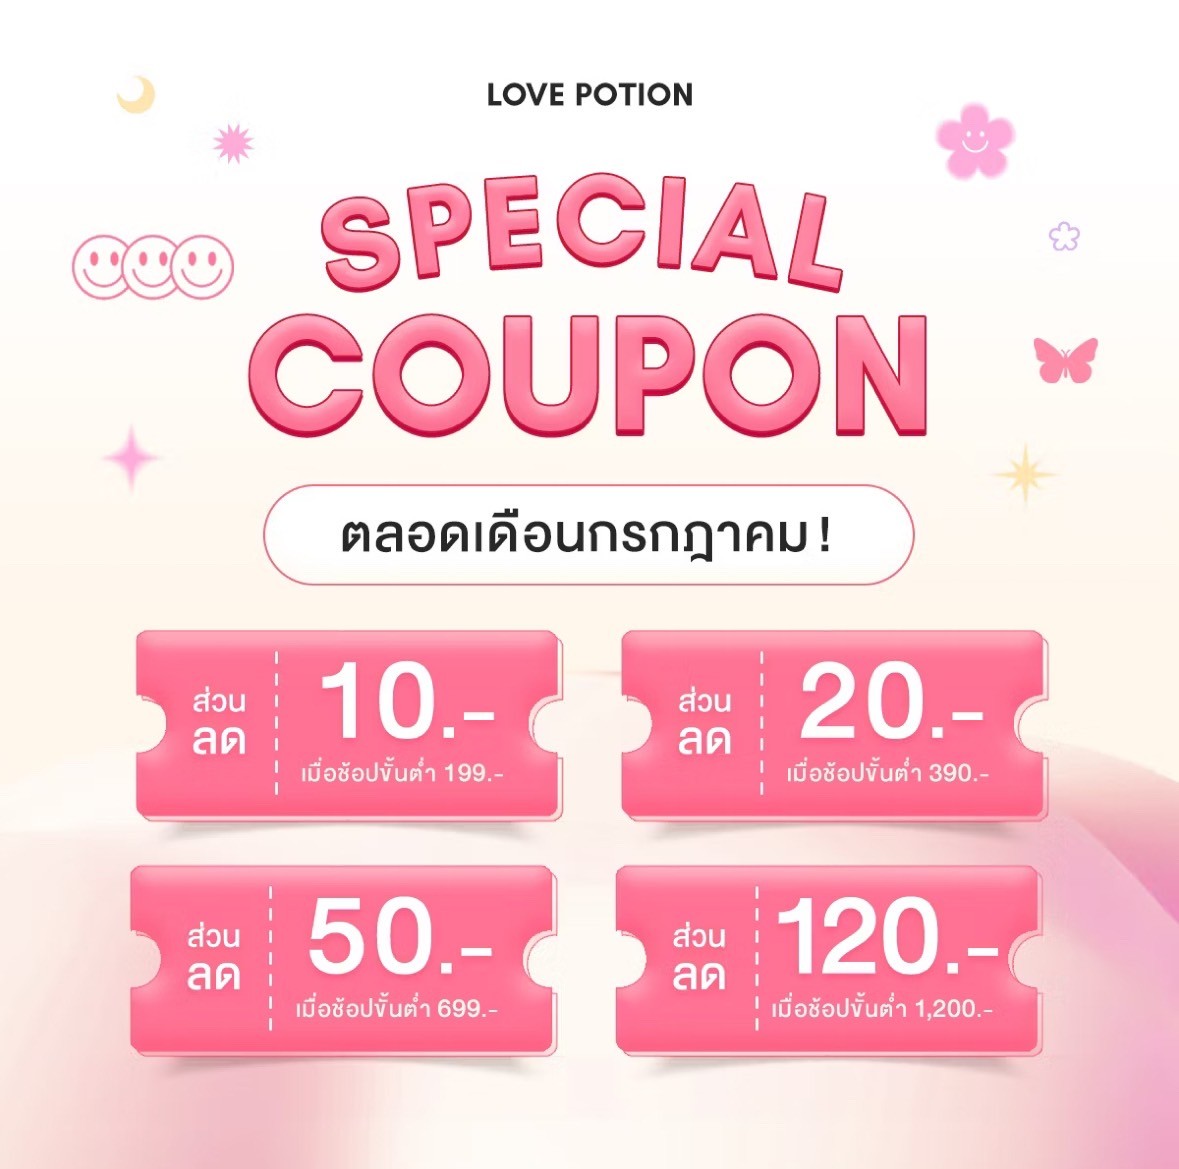 LOVE POTION
SPECIAL
COUPON
ตลอดเดือนกรกฎาคม!
ส่วน
ลด
10.-
เมื่อช้อปขั้นต่ำ 199.-
ส่วน
ลด
20.-
เมื่อช้อปขั้นต่ำ 390.-
ส่วน
ลด
50.-
เมื่อช้อปขั้นต่ำ 699.-
ส่วน
ลด
120.-
เมื่อช้อปขั้นต่ำ 1,200.-